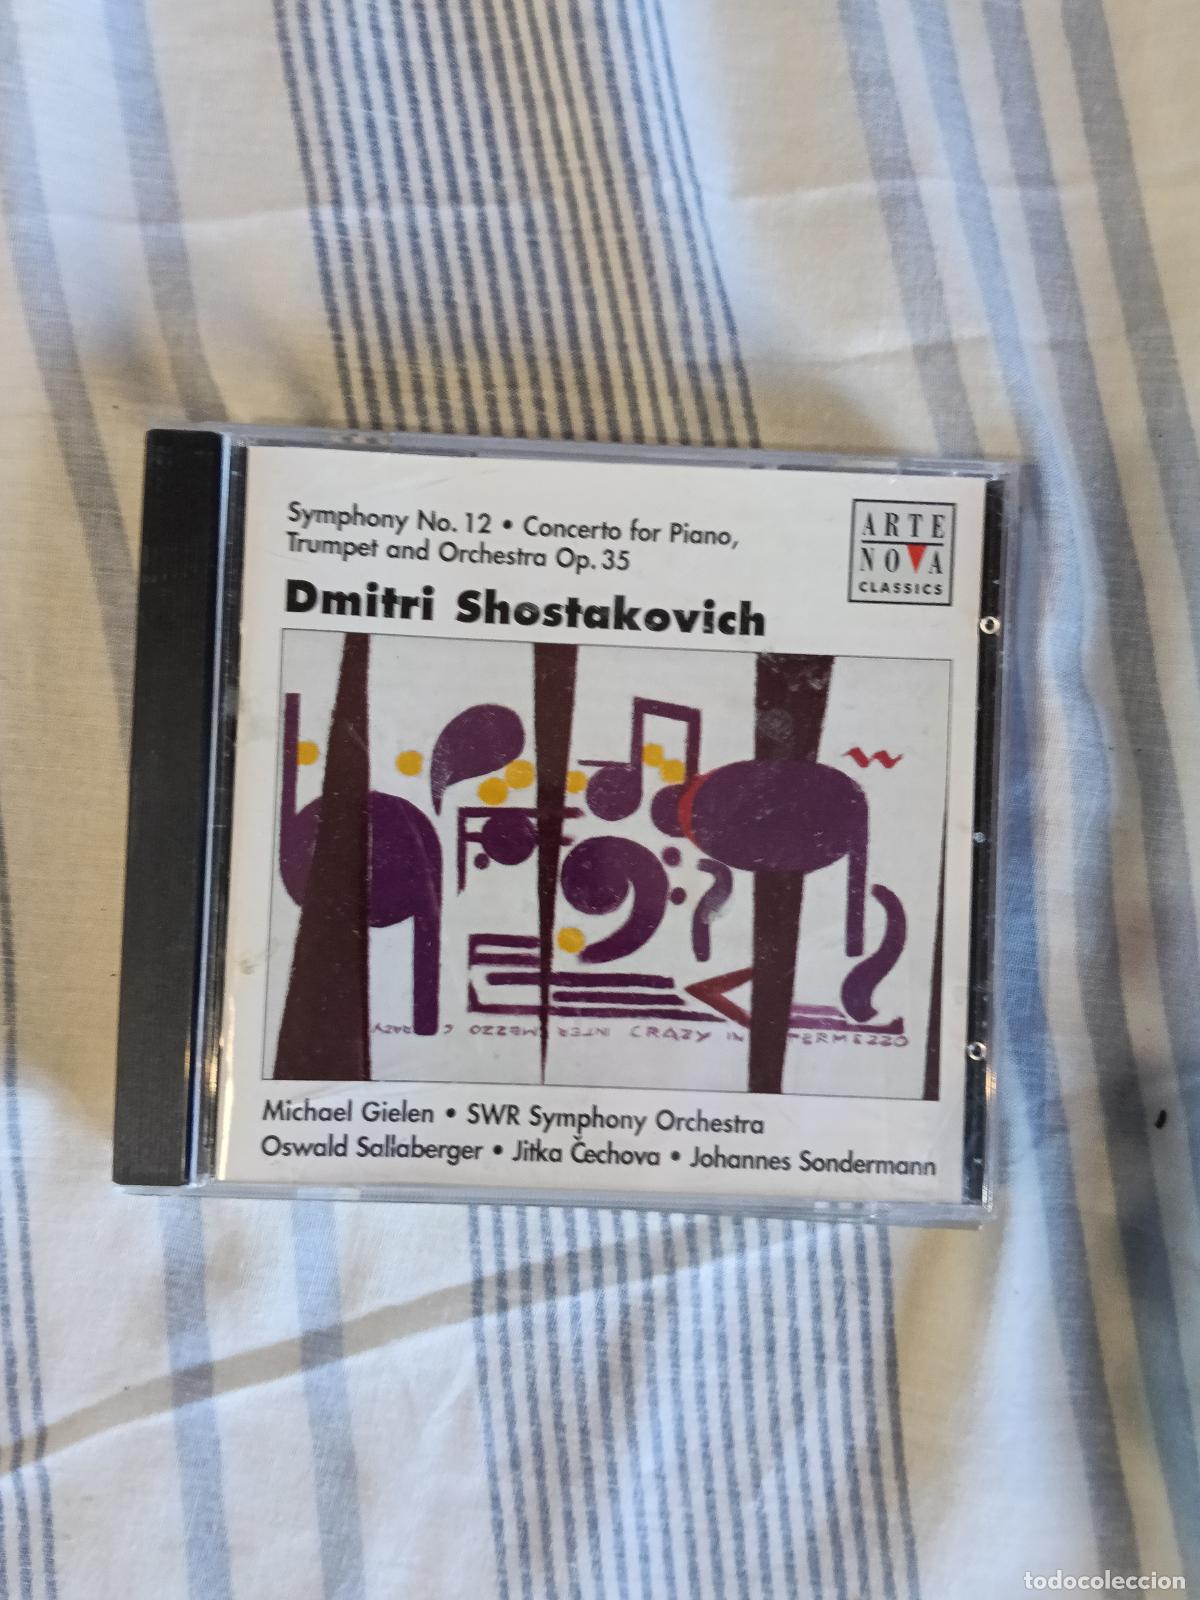 Symphony No. 12 • Concerto for Piano,
Trumpet and Orchestra Op. 35
ARTE
NOVA
CLASSICS
Dmitri Shostakovich
CRAZY INTERMEZZO
Michael Gielen • SWR Symphony Orchestra
Oswald Sallaberger • Jitka Čechova • Johannes Sondermann
todocoleccion